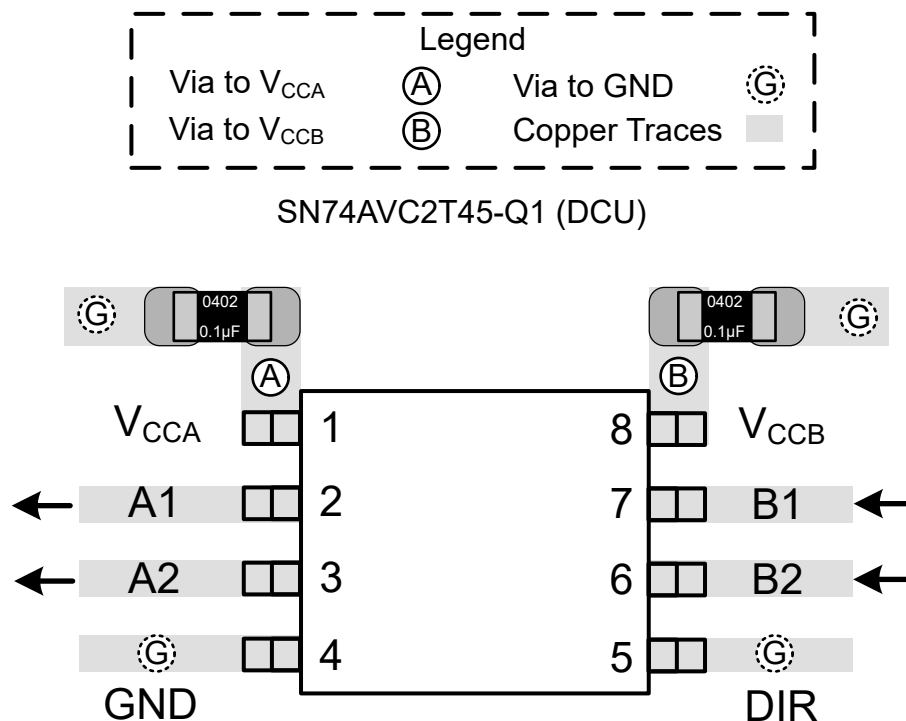 Legend
Via to VCCA A Via to GND G
Via to VCCB B Copper Traces
SN74AVC2T45-Q1 (DCU)
G 0402 0402 G
0.1µF 0.1µF
A B
VCCA 1 8 VCCB
A1 2 7 B1
A2 3 6 B2
G 4 5 G
GND DIR